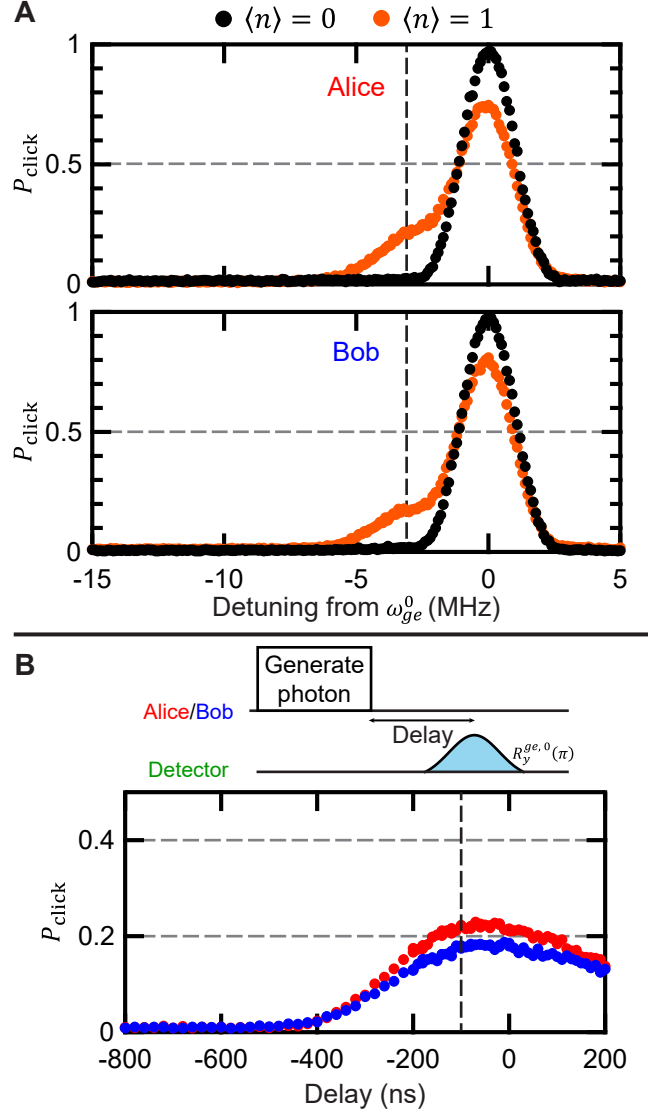 A
⟨n⟩ = 0 ⟨n⟩ = 1
1
Alice
P_click
0.5
0
1
Bob
P_click
0.5
0
-15 -10 -5 0 5
Detuning from ω_ge^0 (MHz)
B
Generate
photon
Alice/Bob
Delay
R_y^{ge,0}(π)
Detector
0.4
P_click
0.2
0
-800 -600 -400 -200 0 200
Delay (ns)